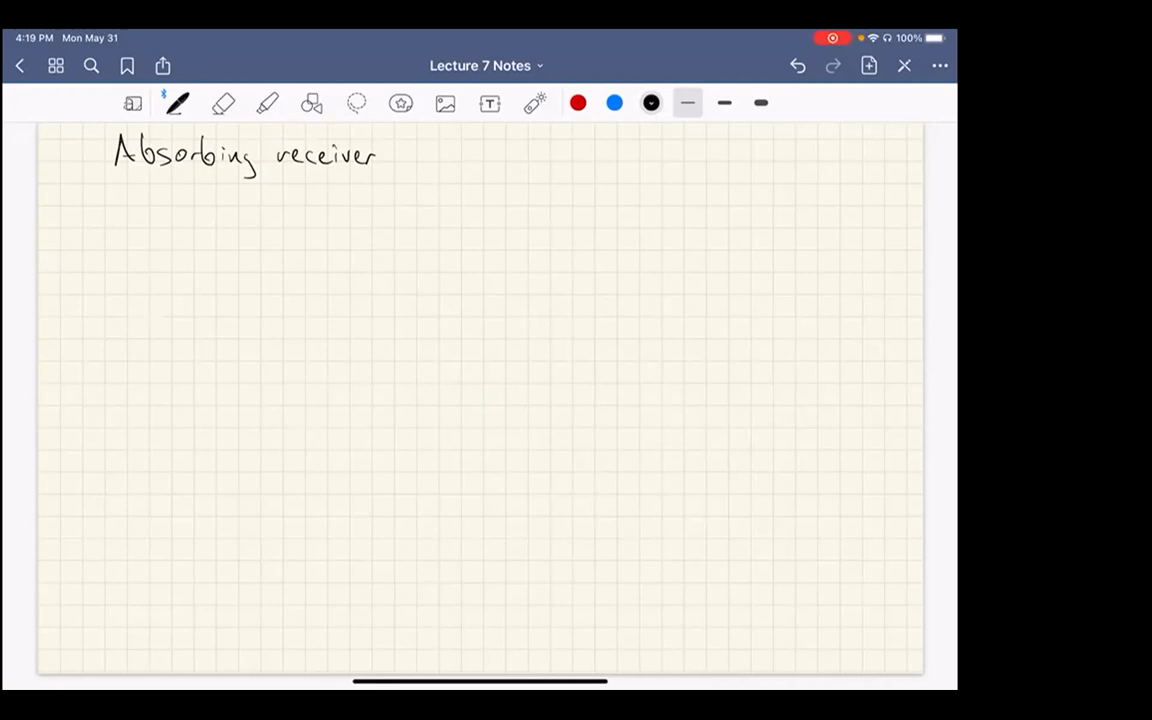 4:19 PM Mon May 31
100%
Lecture 7 Notes
T
Absorbing receiver